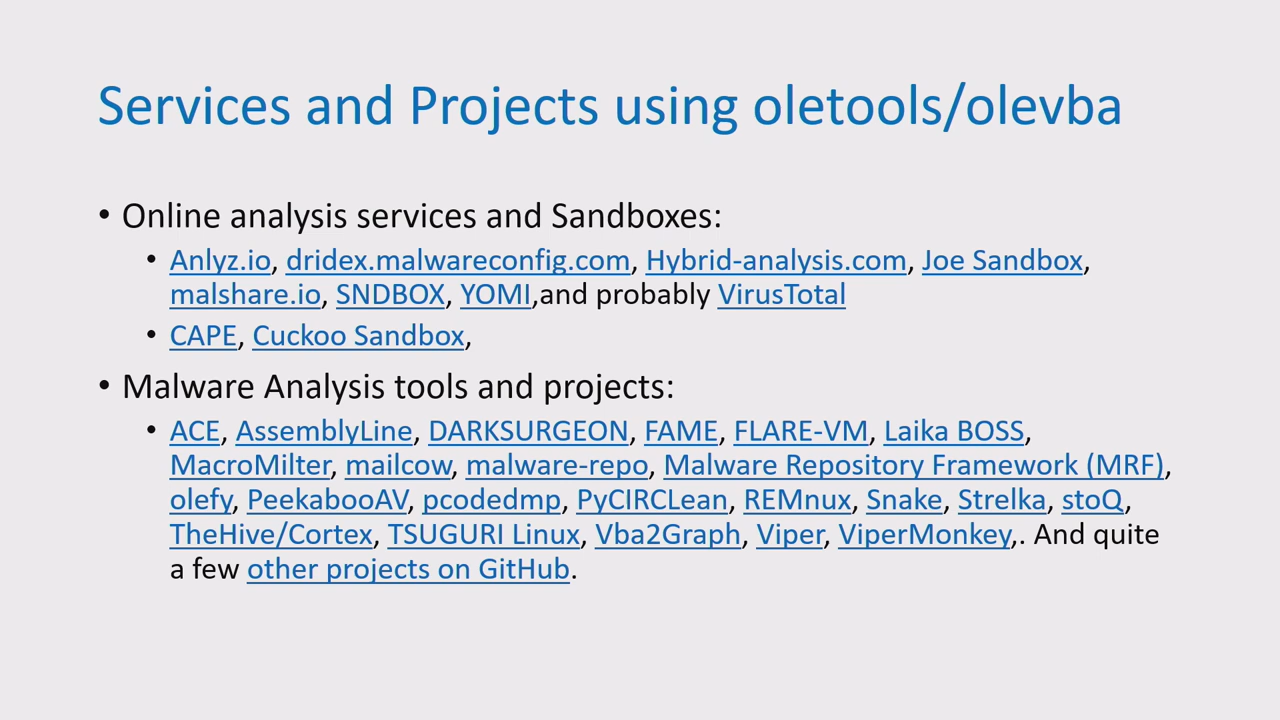 Services and Projects using oletools/olevba
• Online analysis services and Sandboxes:
• Anlyz.io, dridex.malwareconfig.com, Hybrid-analysis.com, Joe Sandbox,
malshare.io, SNDBOX, YOMI,and probably VirusTotal
• CAPE, Cuckoo Sandbox,
• Malware Analysis tools and projects:
• ACE, AssemblyLine, DARKSURGEON, FAME, FLARE-VM, Laika BOSS,
MacroMilter, mailcow, malware-repo, Malware Repository Framework (MRF),
olefy, PeekabooAV, pcodedmp, PyCIRCLean, REMnux, Snake, Strelka, stoQ,
TheHive/Cortex, TSUGURI Linux, Vba2Graph, Viper, ViperMonkey,. And quite
a few other projects on GitHub.